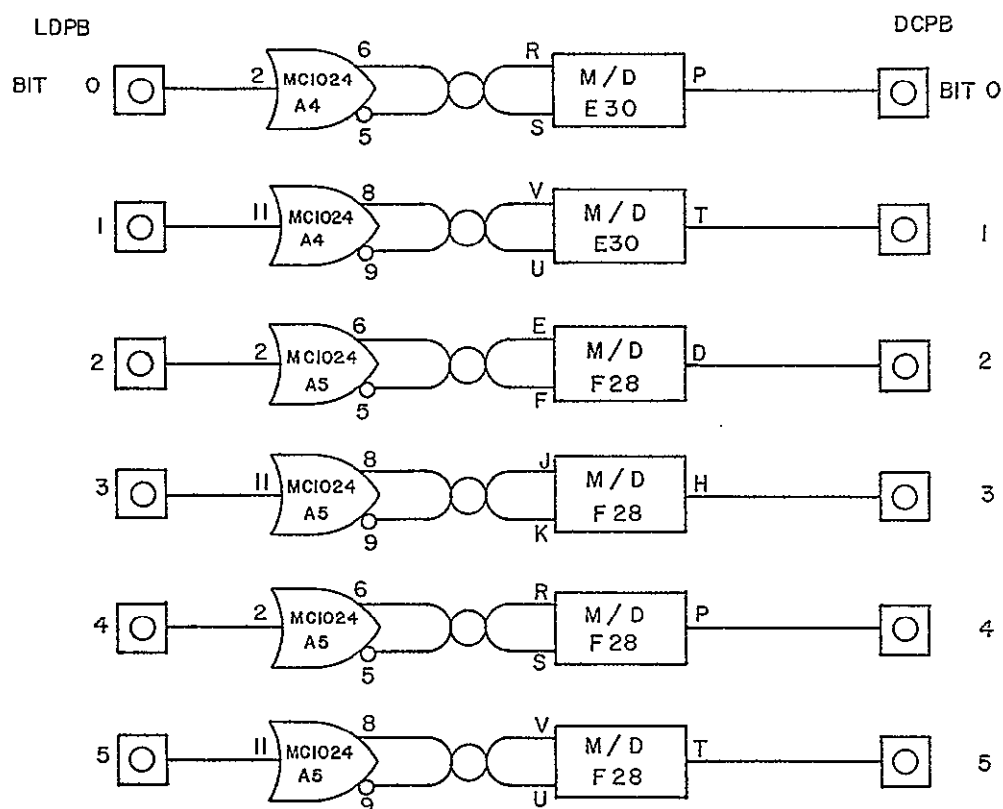 LDPB DCPB
BIT 0 2 MC1024 A4 6 5 R S M/D E30 P BIT 0
1 11 MC1024 A4 8 9 V U M/D E30 T 1
2 2 MC1024 A5 6 5 E F M/D F28 D 2
3 11 MC1024 A5 8 9 J K M/D F28 H 3
4 2 MC1024 A5 6 5 R S M/D F28 P 4
5 11 MC1024 A5 8 9 V U M/D F28 T 5